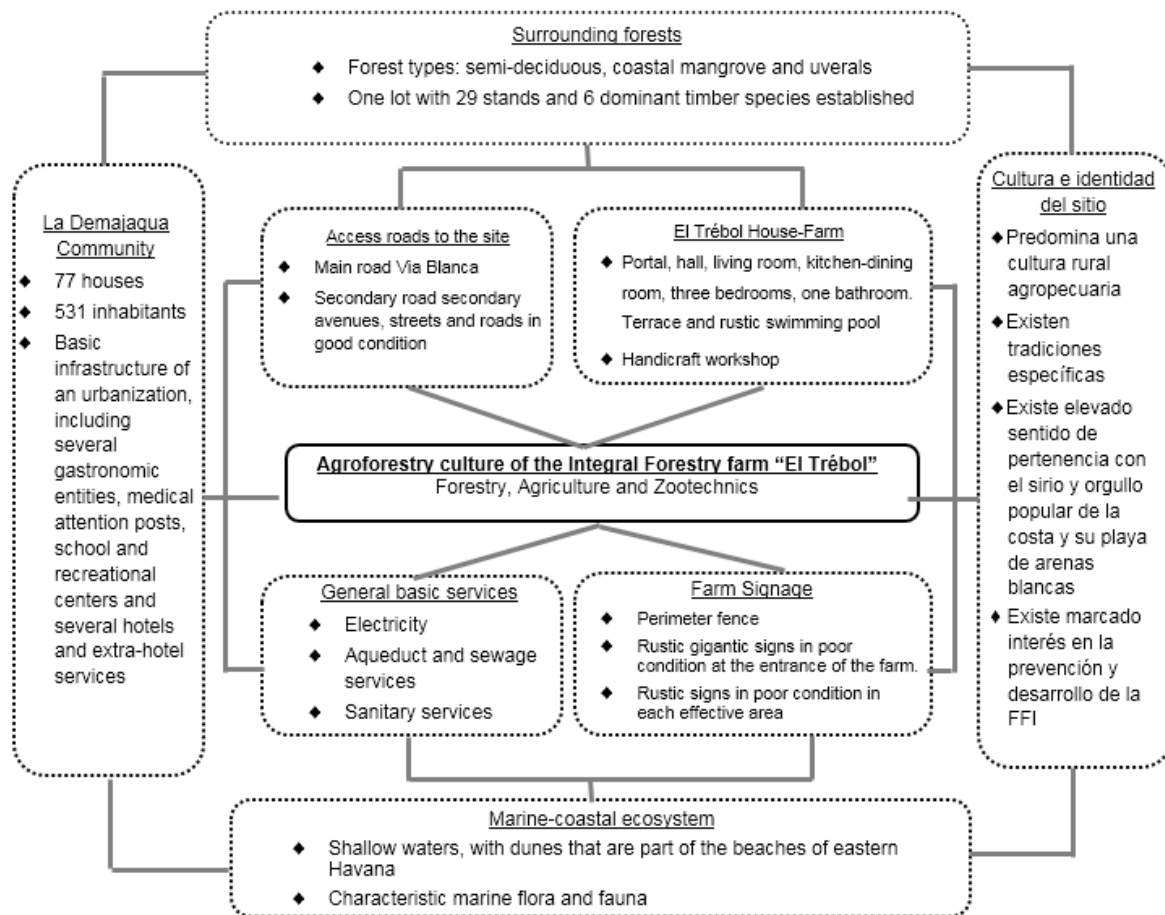 Surrounding forests
◆ Forest types: semi-deciduous, coastal mangrove and uverals
◆ One lot with 29 stands and 6 dominant timber species established
La Demajaqua
Community
◆ 77 houses
◆ 531 inhabitants
◆ Basic
infrastructure of
an urbanization,
including
several
gastronomic
entities, medical
attention posts,
school and
recreational
centers and
several hotels
and extra-hotel
services
Access roads to the site
◆ Main road Via Blanca
◆ Secondary road secondary
avenues, streets and roads in
good condition
El Trébol House-Farm
◆ Portal, hall, living room, kitchen-dining
room, three bedrooms, one bathroom.
Terrace and rustic swimming pool
◆ Handicraft workshop
Cultura e identidad
del sitio
◆ Predomina una
cultura rural
agropecuaria
◆ Existen
tradiciones
específicas
◆ Existe elevado
sentido de
pertenencia con
el sirio y orgullo
popular de la
costa y su playa
de arenas
blancas
◆ Existe marcado
interés en la
prevención y
desarrollo de la
FFI
Agroforestry culture of the Integral Forestry farm “El Trébol”
Forestry, Agriculture and Zootechnics
General basic services
◆ Electricity
◆ Aqueduct and sewage
services
◆ Sanitary services
Farm Signage
◆ Perimeter fence
◆ Rustic gigantic signs in poor
condition at the entrance of the farm.
◆ Rustic signs in poor condition in
each effective area
Marine-coastal ecosystem
◆ Shallow waters, with dunes that are part of the beaches of eastern
Havana
◆ Characteristic marine flora and fauna